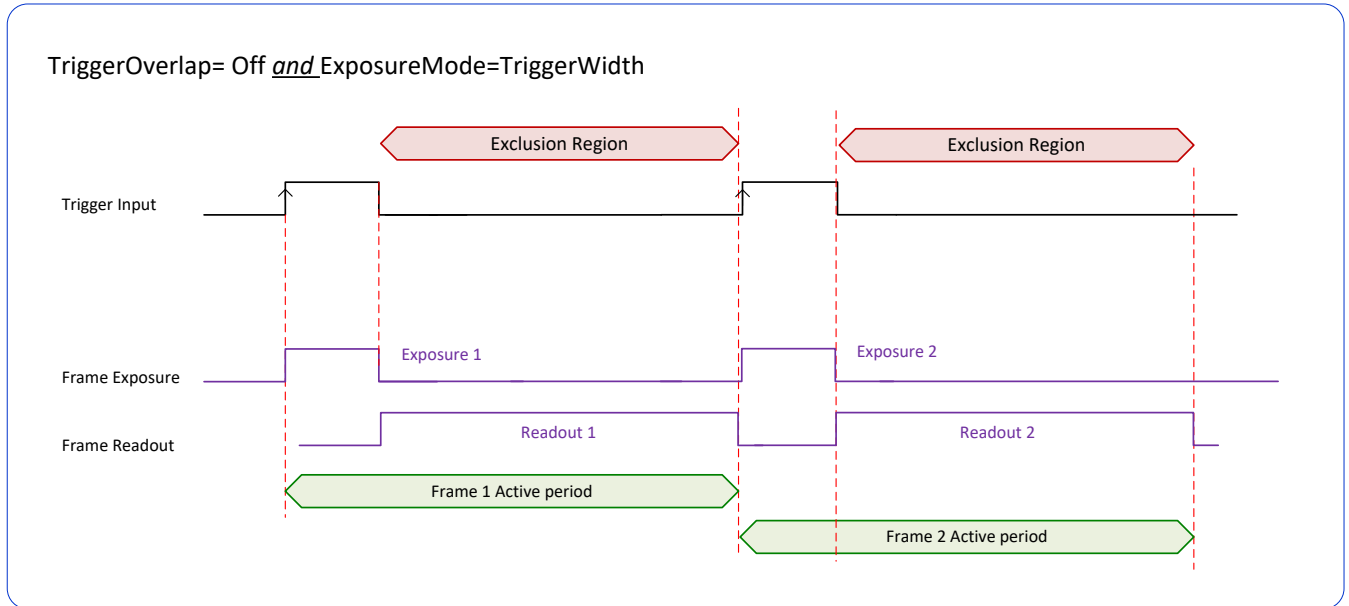 TriggerOverlap= Off and ExposureMode=TriggerWidth
Exclusion Region
Exclusion Region
Trigger Input
Exposure 1
Exposure 2
Frame Exposure
Readout 1
Readout 2
Frame Readout
Frame 1 Active period
Frame 2 Active period